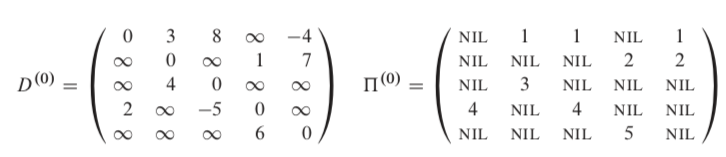 0 3 8 ∞ −4 NIL 1 1 NIL 1
∞ 0 ∞ 1 7 NIL NIL NIL 2 2
D(0) = ∞ 4 0 ∞ ∞ Π(0) = NIL 3 NIL NIL NIL
2 ∞ −5 0 ∞ 4 NIL 4 NIL NIL
∞ ∞ ∞ 6 0 NIL NIL NIL 5 NIL